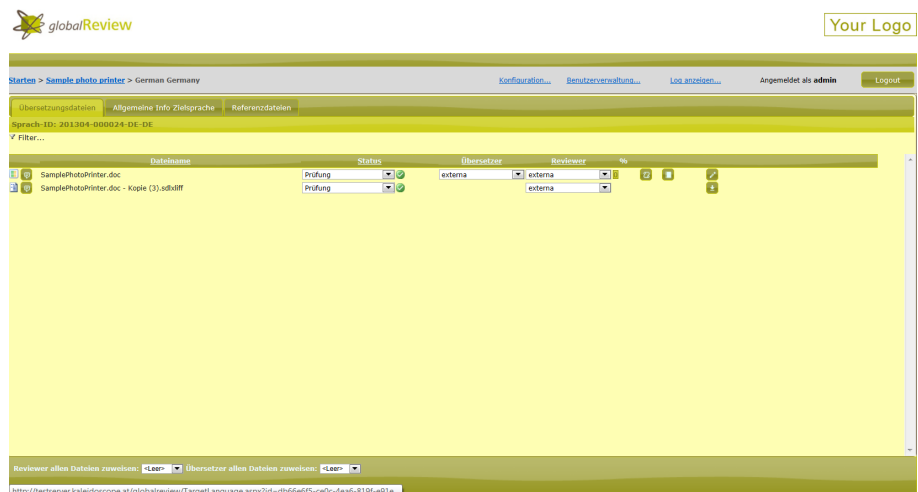 globalReview
Your Logo
Starten > Sample photo printer > German Germany Konfiguration... Benutzerverwaltung... Log anzeigen... Angemeldet als admin Logout
Übersetzungsdateien Allgemeine Info Zielsprache Referenzdateien
Sprach-ID: 201304-000024-DE-DE
Filter...
Dateiname Status Übersetzer Reviewer %
SamplePhotoPrinter.doc Prüfung externa externa
SamplePhotoPrinter.doc - Kopie (3).sdlxliff Prüfung externa
Reviewer allen Dateien zuweisen: <Leer> Übersetzer allen Dateien zuweisen: <Leer>